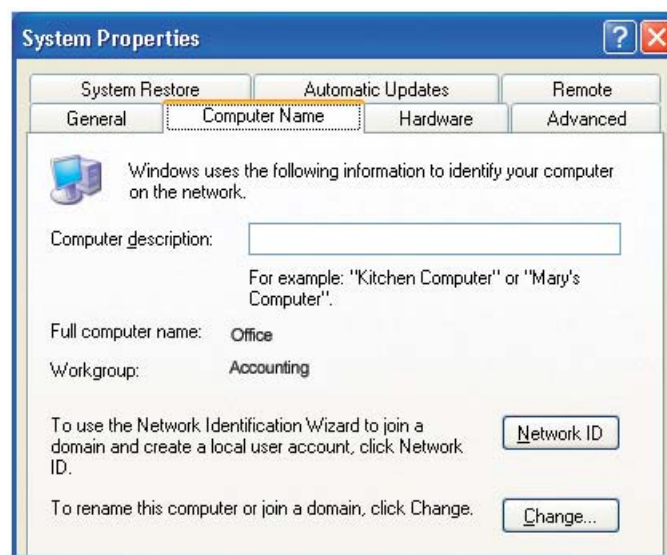 System Properties
System Restore Automatic Updates Remote
General Computer Name Hardware Advanced
Windows uses the following information to identify your computer
on the network.
Computer description:
For example: "Kitchen Computer" or "Mary's
Computer".
Full computer name: Office
Workgroup: Accounting
To use the Network Identification Wizard to join a
domain and create a local user account, click Network
ID.
Network ID
To rename this computer or join a domain, click Change.
Change...